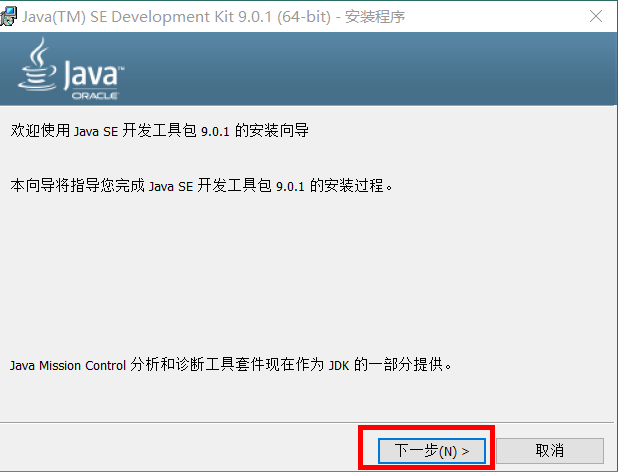 Java(TM) SE Development Kit 9.0.1 (64-bit) - 安装程序
Java™
ORACLE
欢迎使用 Java SE 开发工具包 9.0.1 的安装向导
本向导将指导您完成 Java SE 开发工具包 9.0.1 的安装过程。
Java Mission Control 分析和诊断工具套件现在作为 JDK 的一部分提供。
下一步(N) >
取消